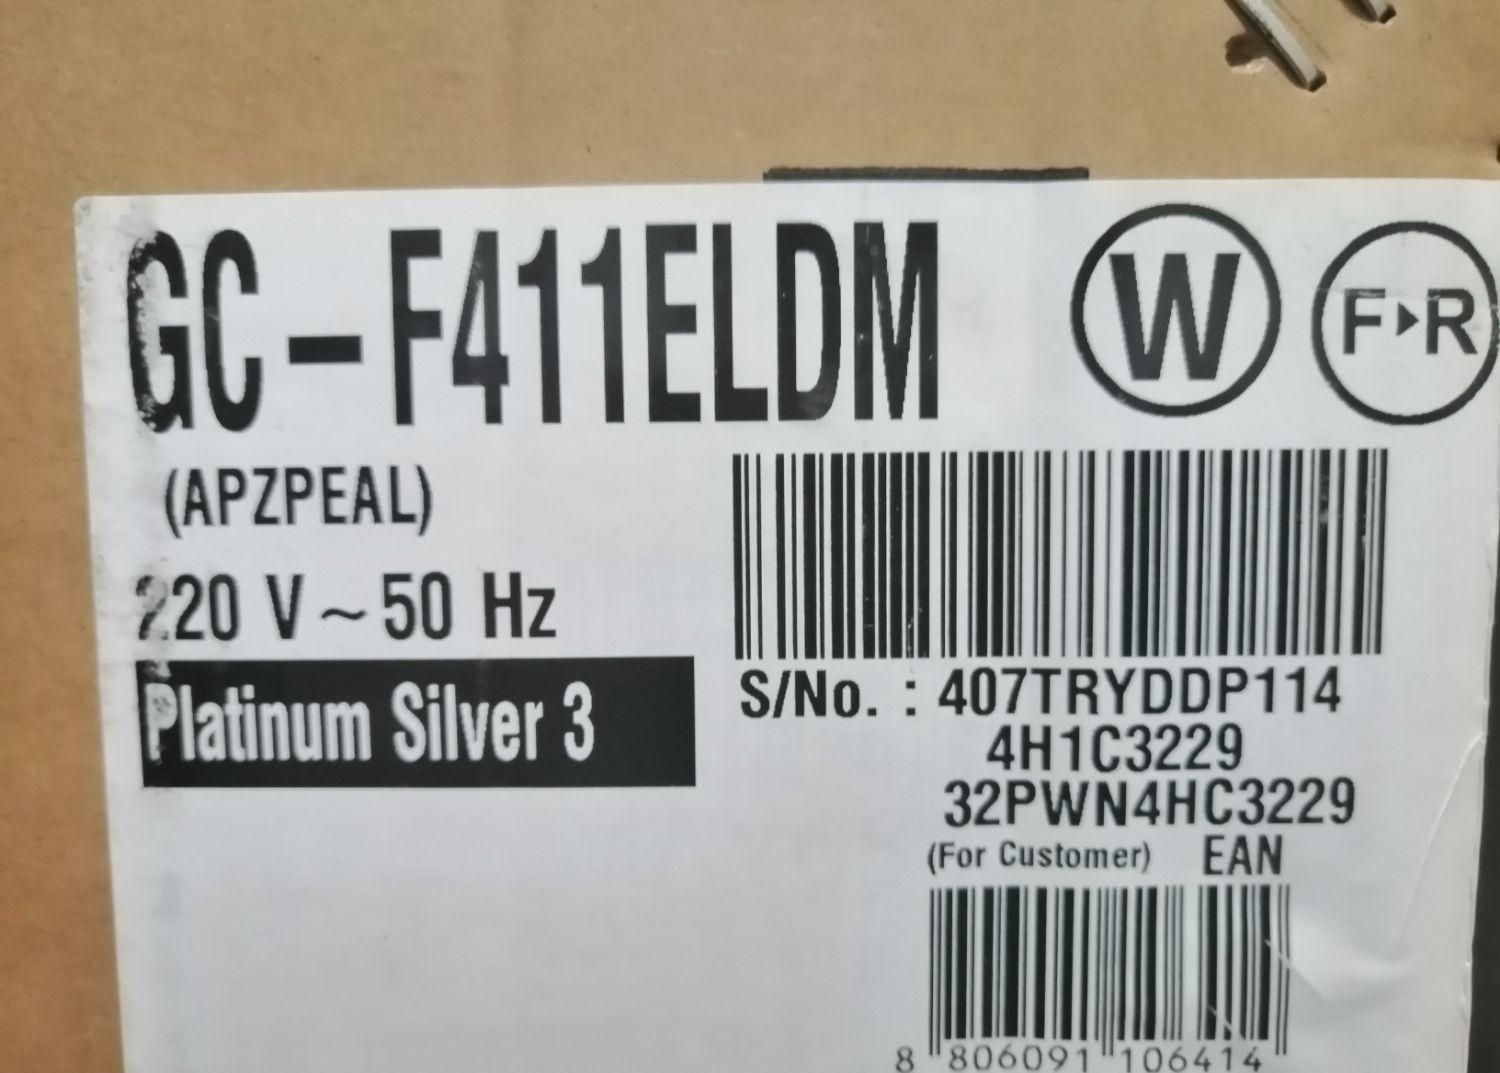 GC-F411ELDM
W
F▸R
(APZPEAL)
220 V ~ 50 Hz
Platinum Silver 3
S/No. : 407TRYDDP114
4H1C3229
32PWN4HC3229
(For Customer) EAN
8 806091 106414